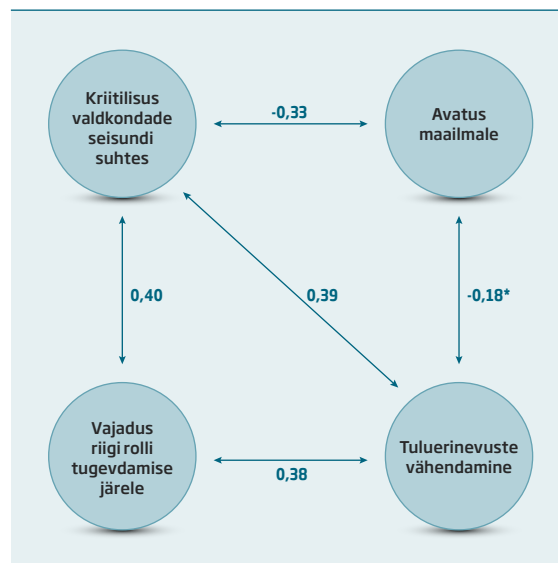 Kriitilisus
valdkondade
seisundi
suhtes
-0,33
Avatus
maailmale
0,40
0,39
-0,18*
Vajadus
riigi rolli
tugevdamise
järele
0,38
Tuluerinevuste
vähendamine